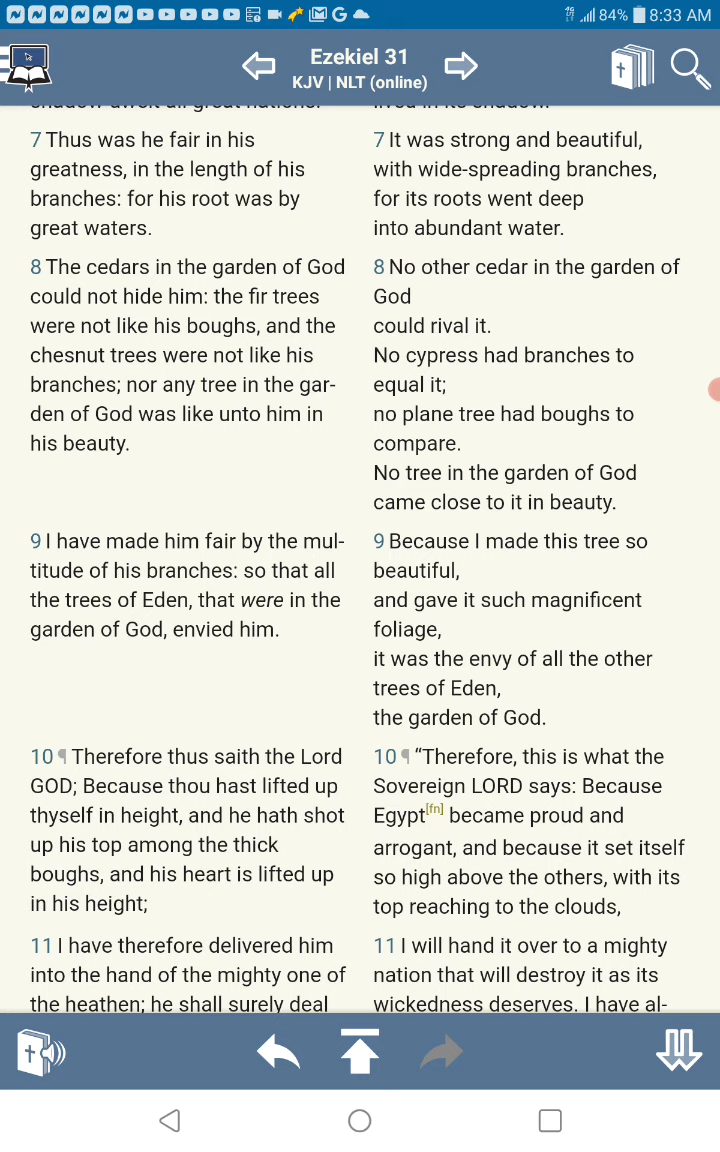 84% 8:33 AM
Ezekiel 31
KJV | NLT (online)
7 Thus was he fair in his
greatness, in the length of his
branches: for his root was by
great waters.
8 The cedars in the garden of God
could not hide him: the fir trees
were not like his boughs, and the
chesnut trees were not like his
branches; nor any tree in the gar-
den of God was like unto him in
his beauty.
9 I have made him fair by the mul-
titude of his branches: so that all
the trees of Eden, that were in the
garden of God, envied him.
10 ¶ Therefore thus saith the Lord
GOD; Because thou hast lifted up
thyself in height, and he hath shot
up his top among the thick
boughs, and his heart is lifted up
in his height;
11 I have therefore delivered him
into the hand of the mighty one of
the heathen; he shall surely deal
7 It was strong and beautiful,
with wide-spreading branches,
for its roots went deep
into abundant water.
8 No other cedar in the garden of
God
could rival it.
No cypress had branches to
equal it;
no plane tree had boughs to
compare.
No tree in the garden of God
came close to it in beauty.
9 Because I made this tree so
beautiful,
and gave it such magnificent
foliage,
it was the envy of all the other
trees of Eden,
the garden of God.
10 ¶ “Therefore, this is what the
Sovereign LORD says: Because
Egypt[fn] became proud and
arrogant, and because it set itself
so high above the others, with its
top reaching to the clouds,
11 I will hand it over to a mighty
nation that will destroy it as its
wickedness deserves. I have al-